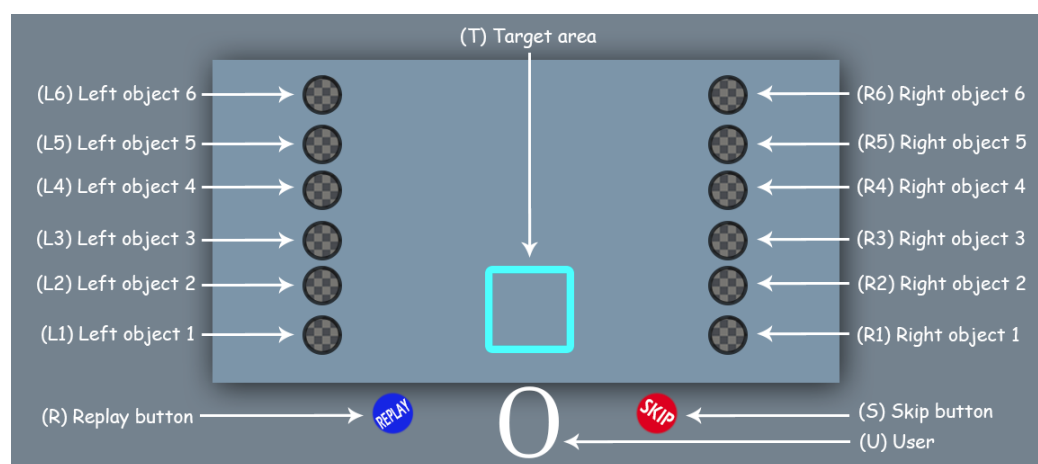 (T) Target area
(L6) Left object 6
(R6) Right object 6
(L5) Left object 5
(R5) Right object 5
(L4) Left object 4
(R4) Right object 4
(L3) Left object 3
(R3) Right object 3
(L2) Left object 2
(R2) Right object 2
(L1) Left object 1
(R1) Right object 1
(R) Replay button
REPLAY
SKIP
(S) Skip button
(U) User